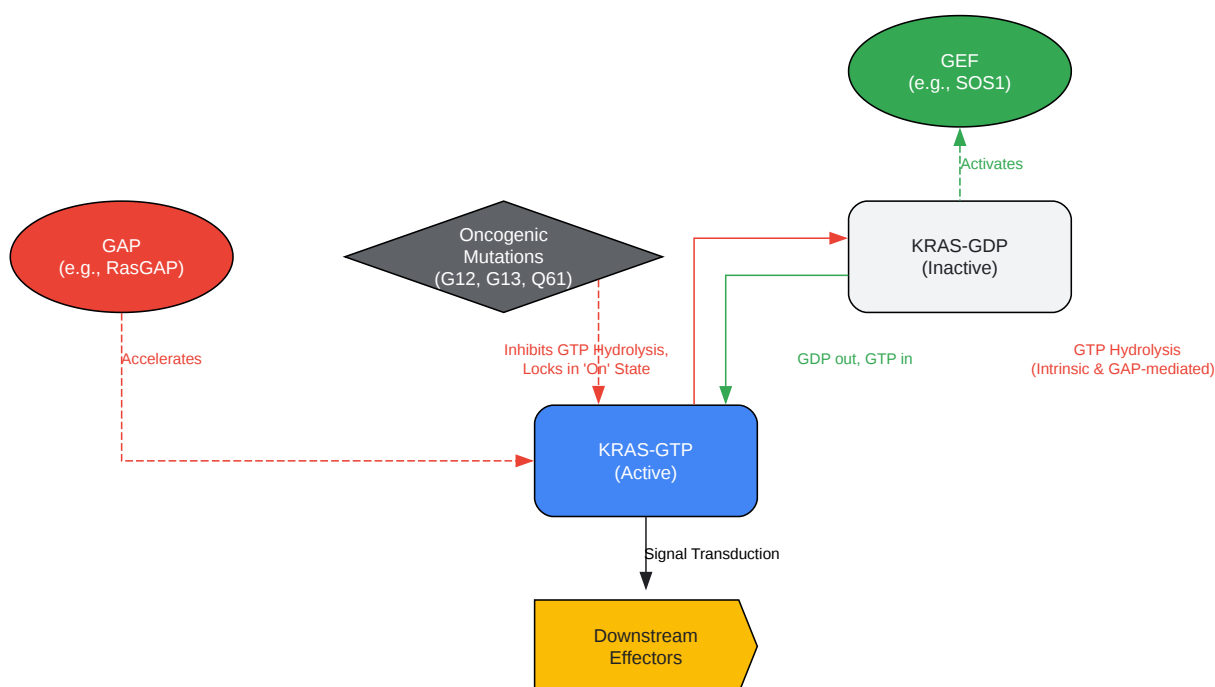 GEF
(e.g., SOS1)
Activates
GAP
(e.g., RasGAP)
Oncogenic
Mutations
(G12, G13, Q61)
KRAS-GDP
(Inactive)
Accelerates
Inhibits GTP Hydrolysis,
Locks in 'On' State
GDP out, GTP in
GTP Hydrolysis
(Intrinsic & GAP-mediated)
KRAS-GTP
(Active)
Signal Transduction
Downstream
Effectors